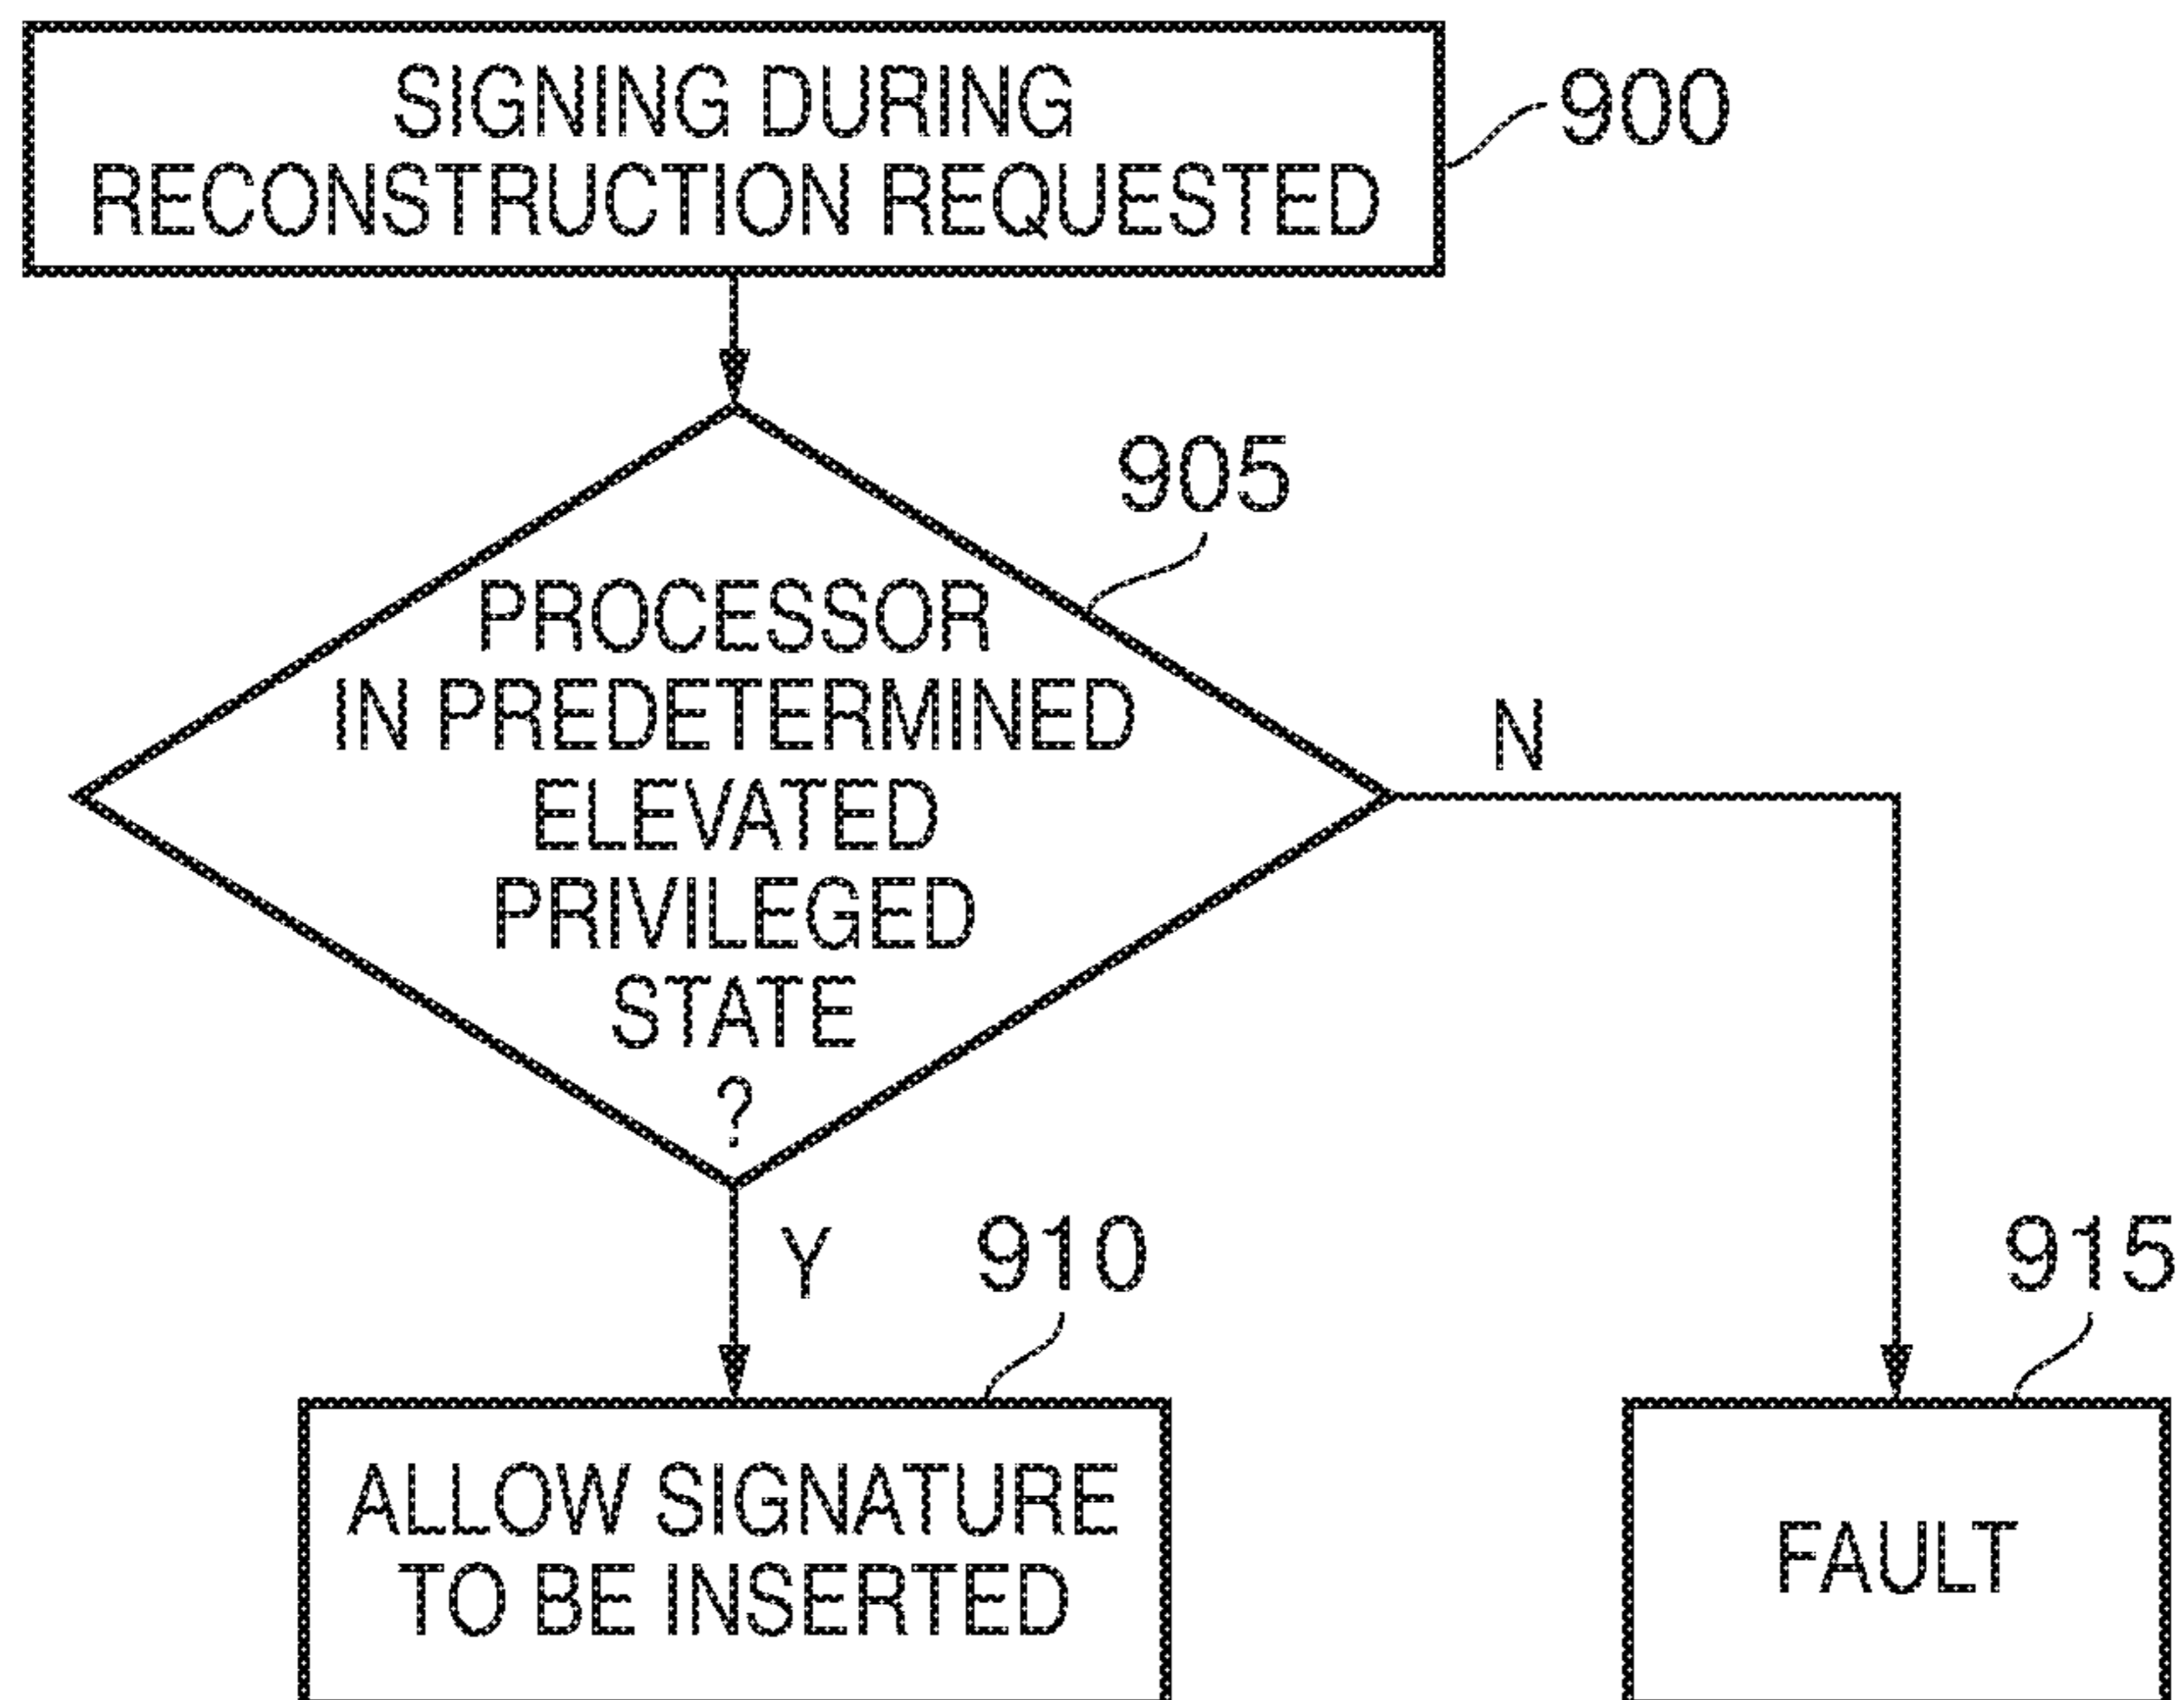 SIGNING DURING
RECONSTRUCTION REQUESTED
900
905
PROCESSOR
IN PREDETERMINED
ELEVATED
PRIVILEGED
STATE
?
N
Y
910
915
ALLOW SIGNATURE
TO BE INSERTED
FAULT